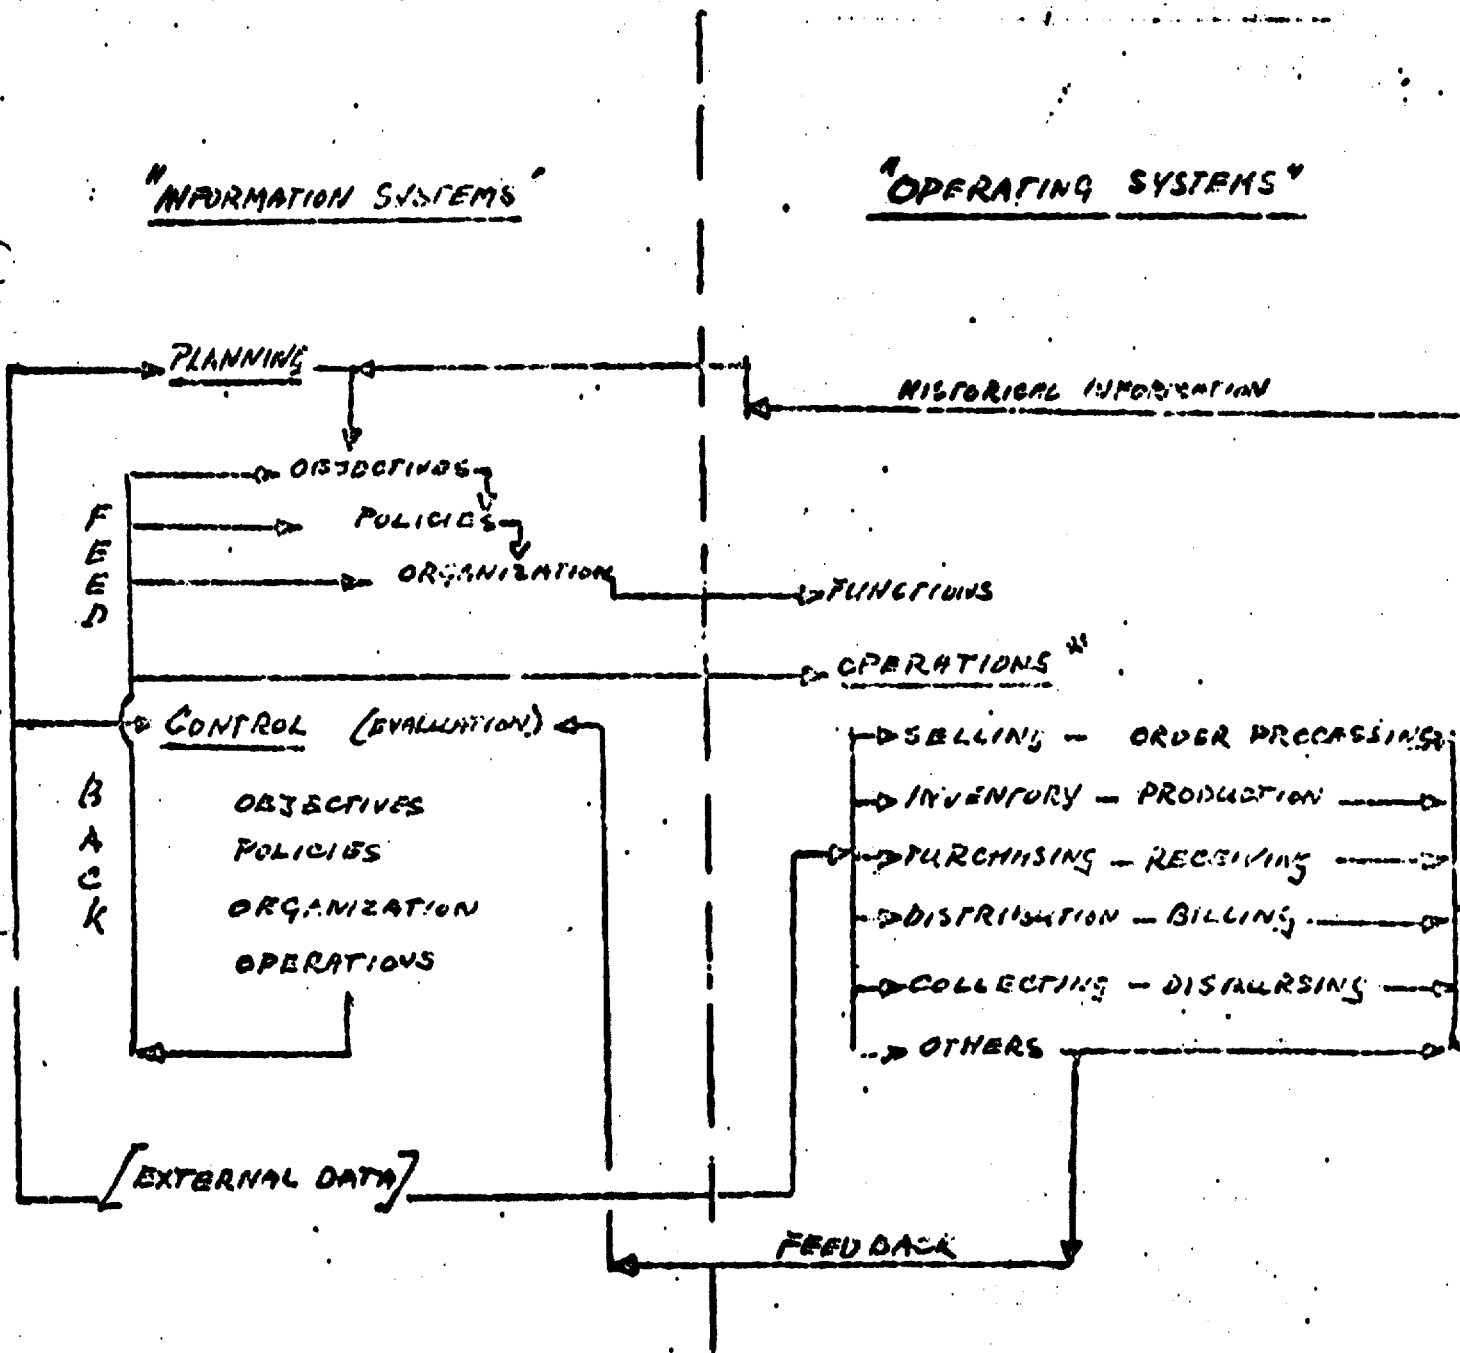 "INFORMATION SYSTEMS"
"OPERATING SYSTEMS"
PLANNING
HISTORICAL INFORMATION
OBJECTIVES
POLICIES
ORGANIZATION
FUNCTIONS
FEED
OPERATIONS *
CONTROL (EVALUATION)
BACK
OBJECTIVES
POLICIES
ORGANIZATION
OPERATIONS
SELLING - ORDER PROCESSING
INVENTORY - PRODUCTION
PURCHASING - RECEIVING
DISTRIBUTION - BILLING
COLLECTING - DISBURSING
OTHERS
[EXTERNAL DATA]
FEEDBACK